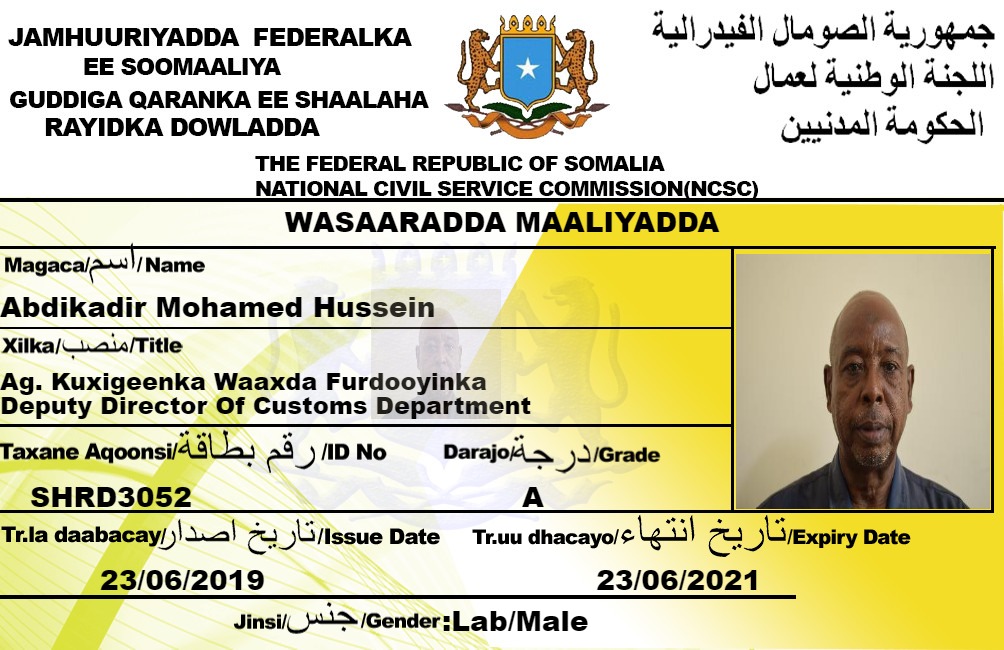 JAMHUURIYADDA FEDERALKA
EE SOOMAALIYA
GUDDIGA QARANKA EE SHAALAHA
RAYIDKA DOWLADDA
جمهورية الصومال الفيدرالية
اللجنة الوطنية لعمال
الحكومة المدنيين
THE FEDERAL REPUBLIC OF SOMALIA
NATIONAL CIVIL SERVICE COMMISSION(NCSC)
WASAARADDA MAALIYADDA
Magaca/اسم/Name
Abdikadir Mohamed Hussein
Xilka/منصب/Title
Ag. Kuxigeenka Waaxda Furdooyinka
Deputy Director Of Customs Department
Taxane Aqoonsi/رقم بطاقة/ID No Darajo/درجة/Grade
SHRD3052 A
Tr.la daabacay/تاريخ اصدار/Issue Date Tr.uu dhacayo/تاريخ انتهاء/Expiry Date
23/06/2019 23/06/2021
Jinsi/جنس/Gender:Lab/Male